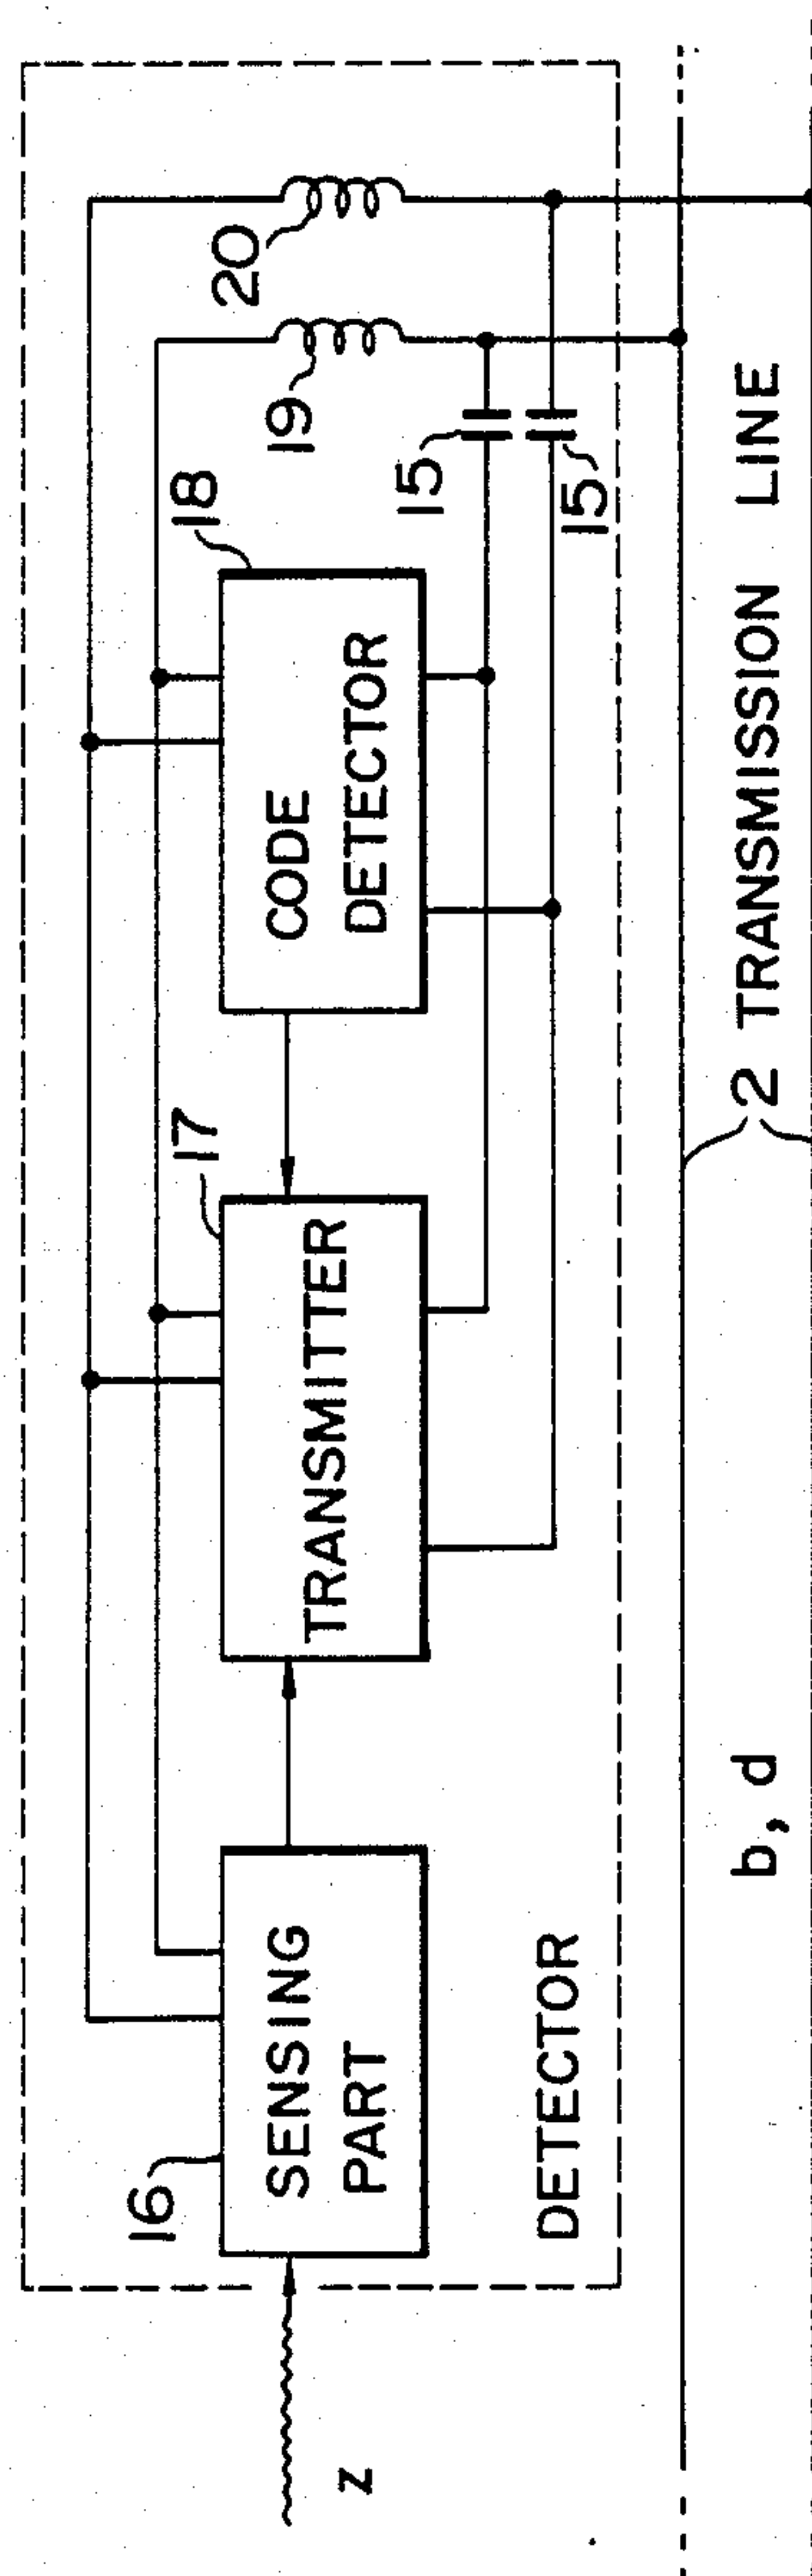 20
19
18
15
15
17
16
CODE
DETECTOR
TRANSMITTER
SENSING
PART
DETECTOR
Z
2 TRANSMISSION LINE
b, d